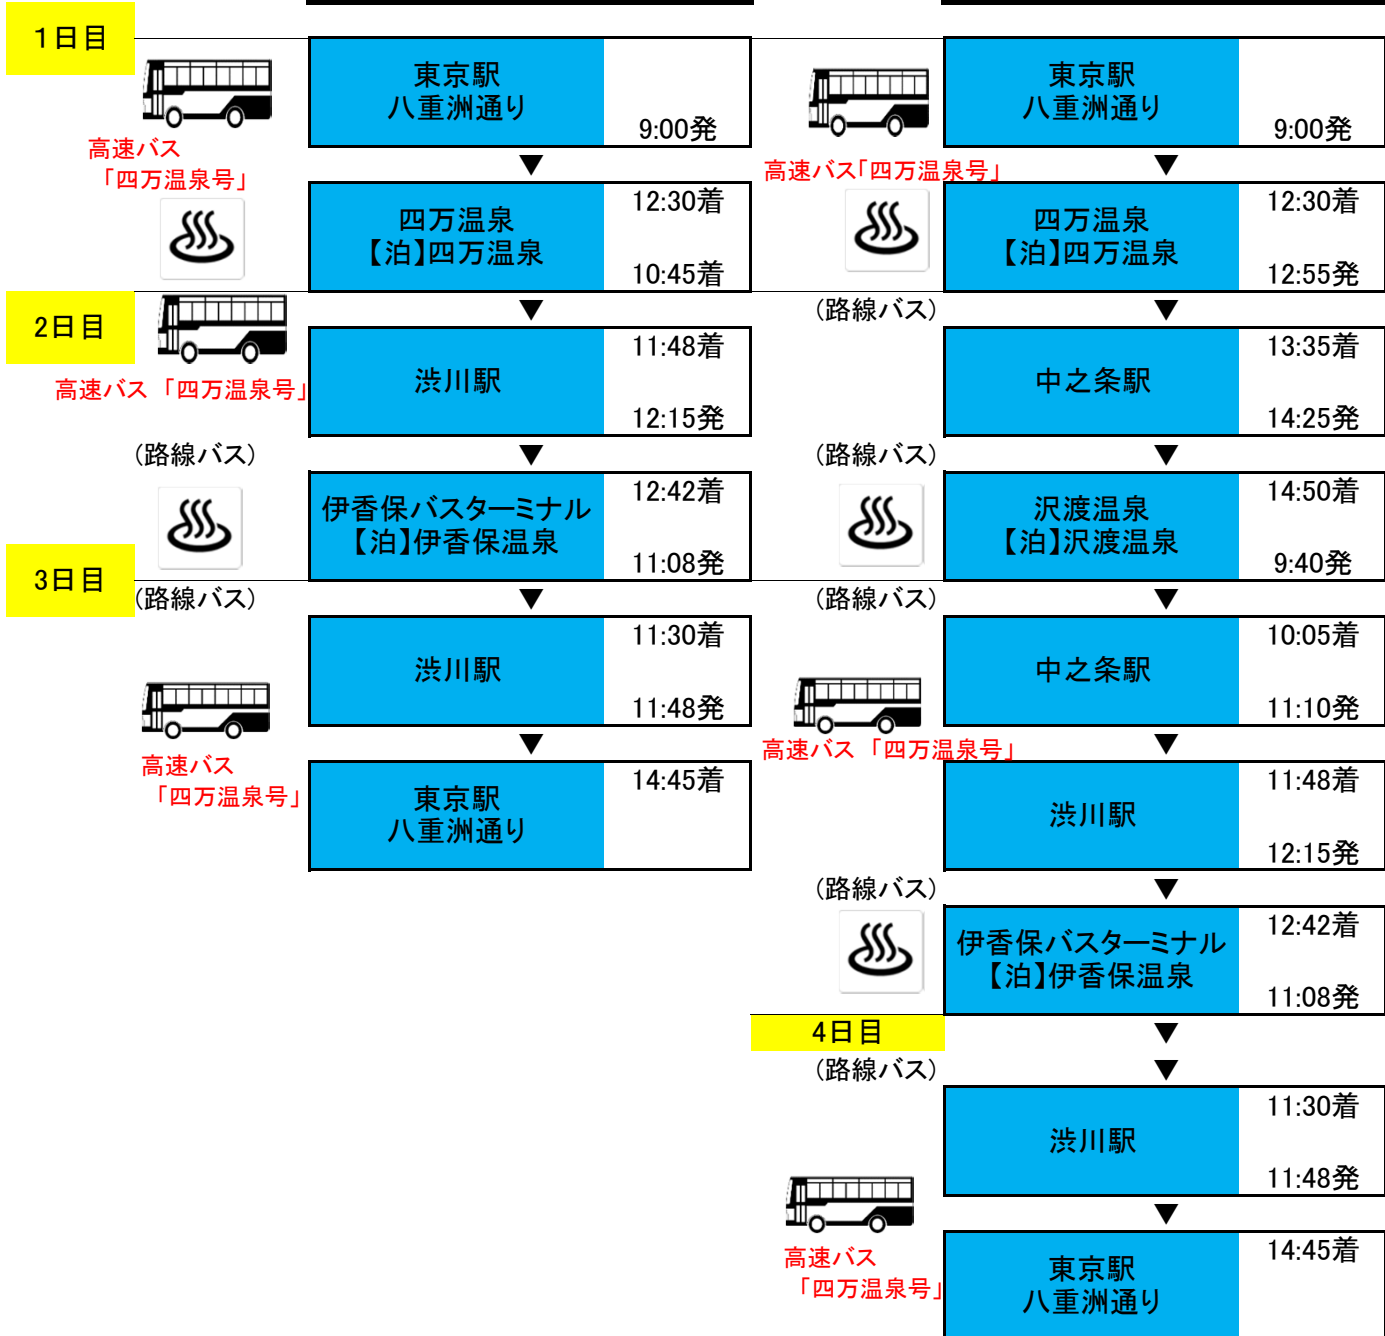 1日目
東京駅
八重洲通り
9:00発
高速バス
「四万温泉号」
▼
四万温泉
【泊】四万温泉
12:30着
10:45着
2日目
▼
高速バス「四万温泉号」
渋川駅
11:48着
12:15発
(路線バス)
▼
伊香保バスターミナル
【泊】伊香保温泉
12:42着
11:08発
3日目
(路線バス)
▼
渋川駅
11:30着
11:48発
▼
高速バス
「四万温泉号」
東京駅
八重洲通り
14:45着
東京駅
八重洲通り
9:00発
高速バス「四万温泉号」
▼
四万温泉
【泊】四万温泉
12:30着
12:55発
(路線バス)
▼
中之条駅
13:35着
14:25発
(路線バス)
▼
沢渡温泉
【泊】沢渡温泉
14:50着
9:40発
(路線バス)
▼
中之条駅
10:05着
11:10発
高速バス「四万温泉号」
▼
渋川駅
11:48着
12:15発
(路線バス)
▼
伊香保バスターミナル
【泊】伊香保温泉
12:42着
11:08発
4日目
▼
(路線バス)
▼
渋川駅
11:30着
11:48発
▼
高速バス
「四万温泉号」
東京駅
八重洲通り
14:45着